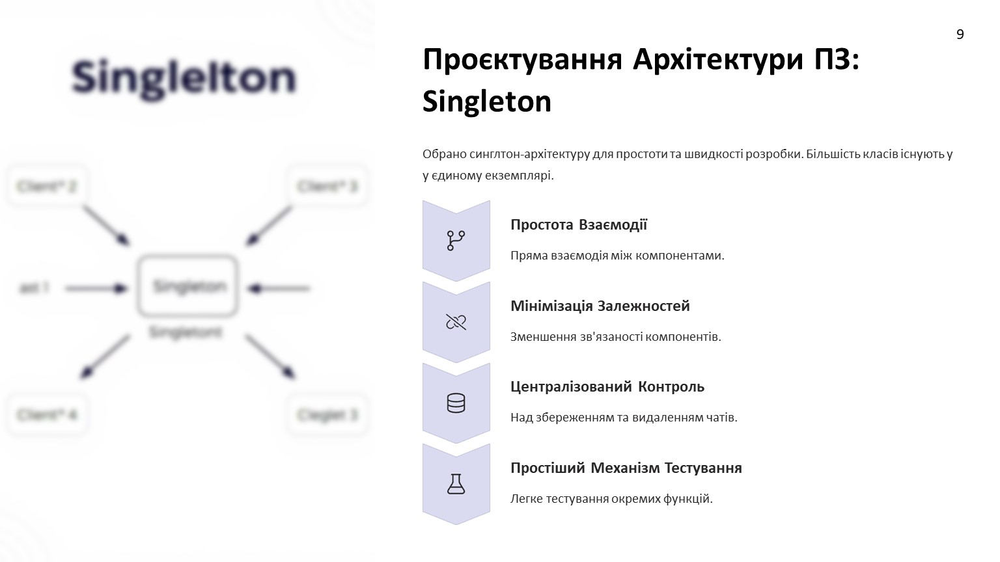 Singlelton
Client* 2
Client* 3
ast 1
Singleton
Singletont
Client* 4
Cleglet 3
9
Проєктування Архітектури ПЗ:
Singleton
Обрано синглтон-архітектуру для простоти та швидкості розробки. Більшість класів існують у
у єдиному екземплярі.
Простота Взаємодії
Пряма взаємодія між компонентами.
Мінімізація Залежностей
Зменшення зв'язаності компонентів.
Централізований Контроль
Над збереженням та видаленням чатів.
Простіший Механізм Тестування
Легке тестування окремих функцій.